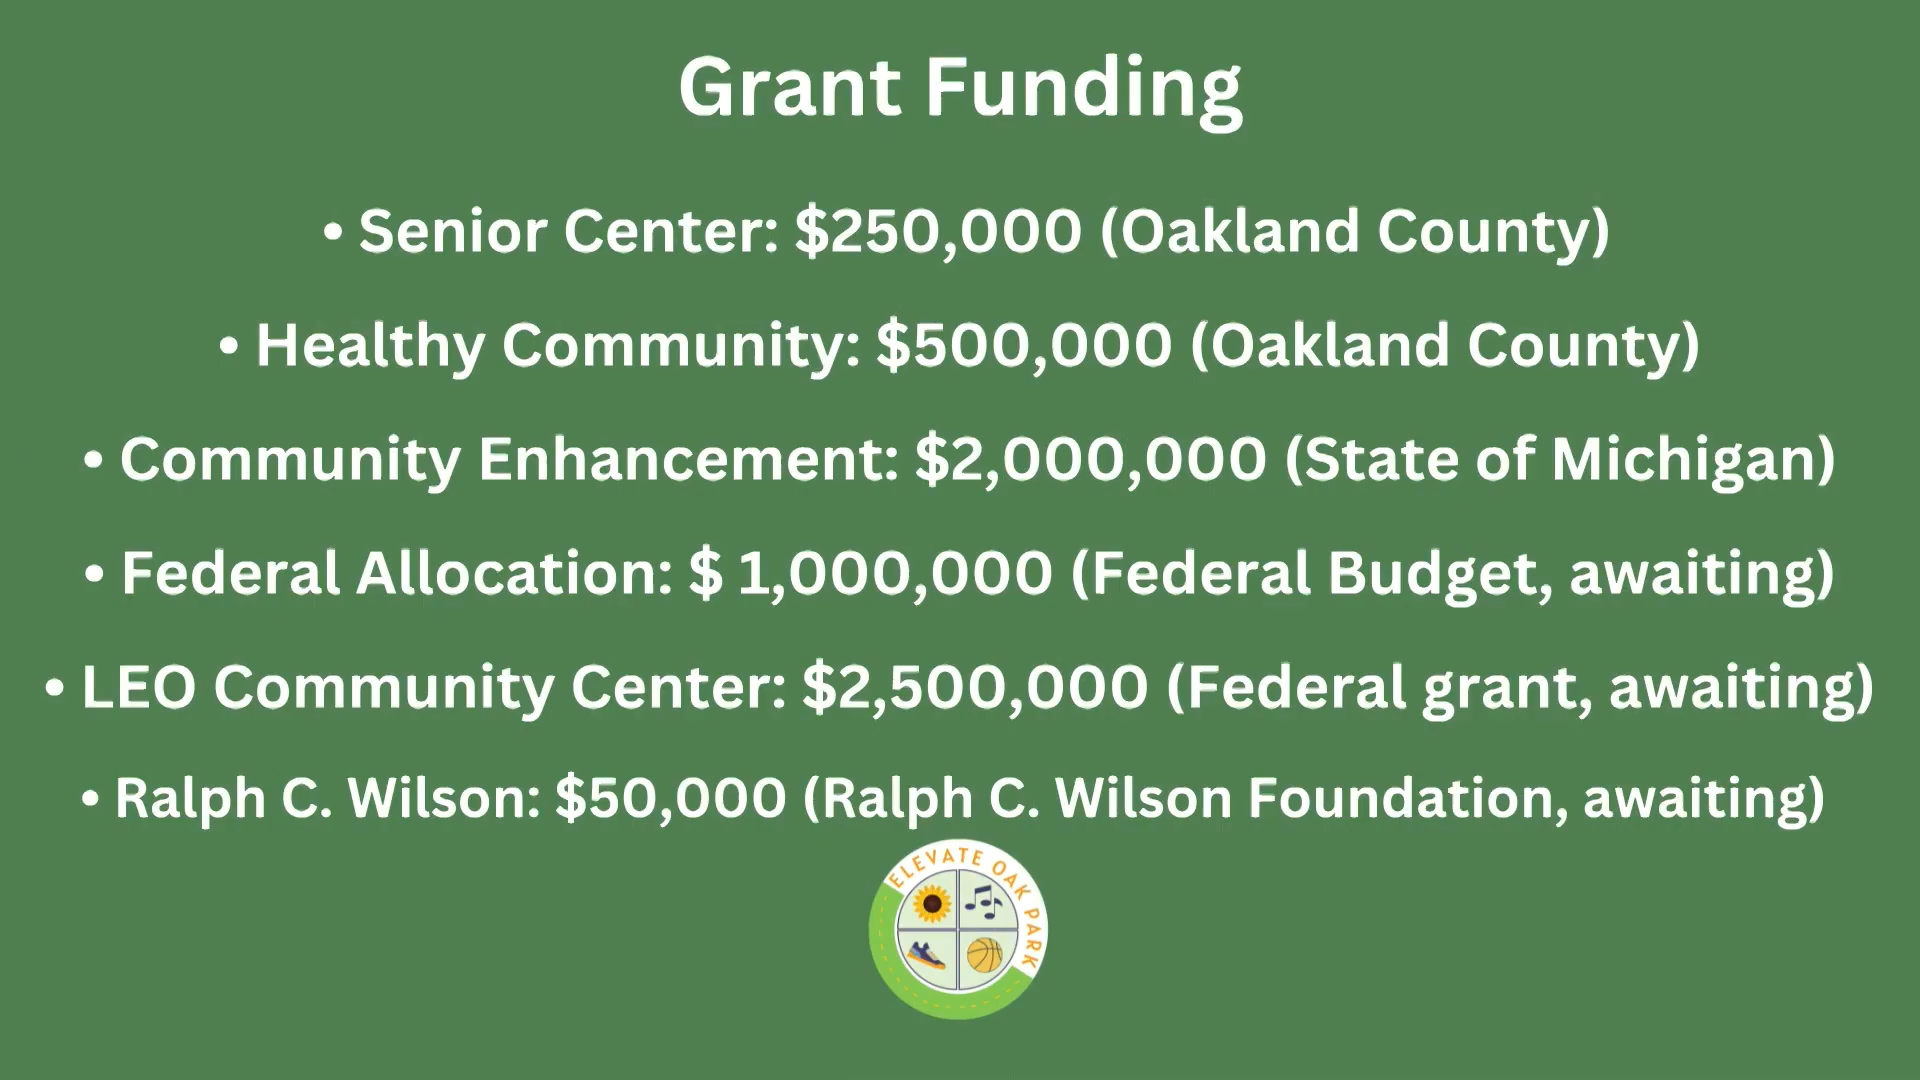 Grant Funding
• Senior Center: $250,000 (Oakland County)
• Healthy Community: $500,000 (Oakland County)
• Community Enhancement: $2,000,000 (State of Michigan)
• Federal Allocation: $ 1,000,000 (Federal Budget, awaiting)
• LEO Community Center: $2,500,000 (Federal grant, awaiting)
• Ralph C. Wilson: $50,000 (Ralph C. Wilson Foundation, awaiting)
ELEVATE OAK PARK